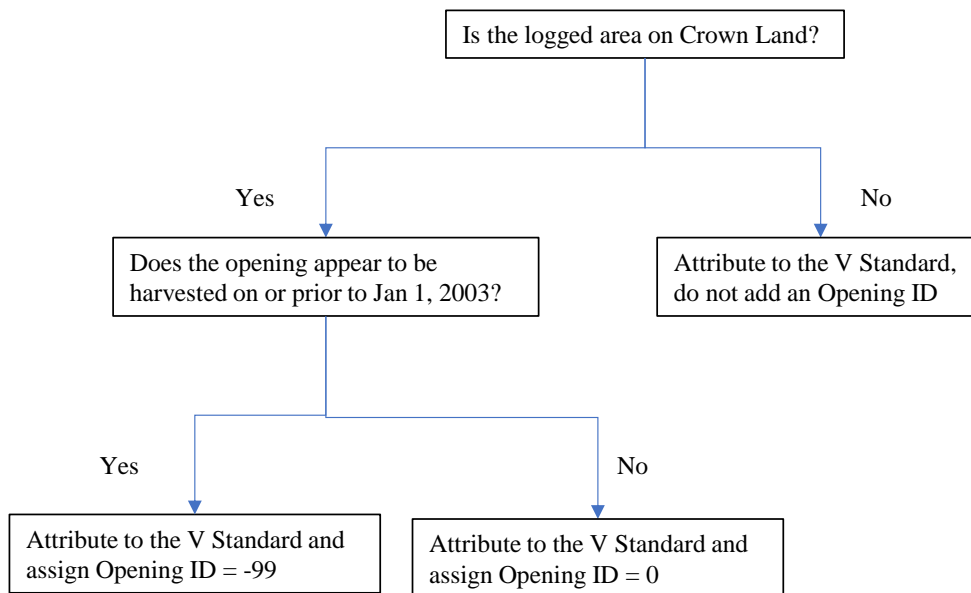 Is the logged area on Crown Land?
Yes
No
Does the opening appear to be
harvested on or prior to Jan 1, 2003?
Attribute to the V Standard,
do not add an Opening ID
Yes
No
Attribute to the V Standard and
assign Opening ID = -99
Attribute to the V Standard and
assign Opening ID = 0